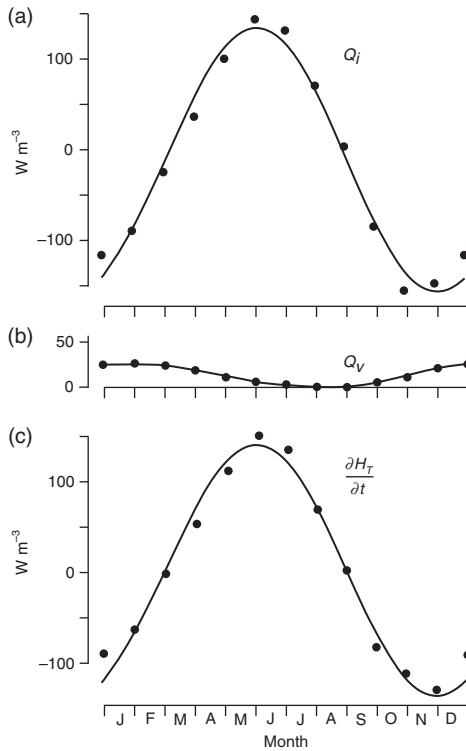 (a)
100
0
−100
W m⁻³
Qᵢ
(b)
50
0
Qᵥ
(c)
100
0
−100
W m⁻³
∂H_T
∂t
J F M A M J J A S O N D
Month